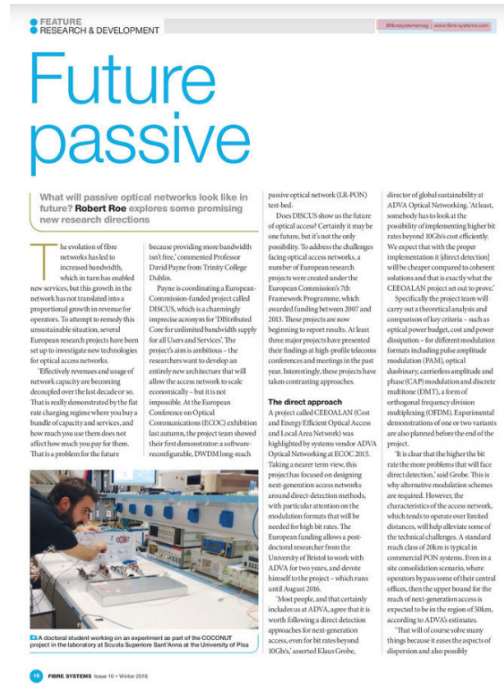 FEATURE
RESEARCH & DEVELOPMENT
@fibresystemsmag | www.fibre-systems.com
Future
passive
What will passive optical networks look like in
future? Robert Roe explores some promising
new research directions
The evolution of fibre
networks has led to
increased bandwidth,
which in turn has enabled
new services, but this growth in the
network has not translated into a
proportional growth in revenue for
operators. To attempt to remedy this
unsustainable situation, several
European research projects have been
set up to investigate new technologies
for optical access networks.
'Effectively revenues and usage of
network capacity are becoming
decoupled over the last decade or so.
That is really demonstrated by the flat
rate charging regime where you buy a
bundle of capacity and services, and
how much you use them does not
affect how much you pay for them.
That is a problem for the future
because providing more bandwidth
isn't free,' commented Professor
David Payne from Trinity College
Dublin.
Payne is coordinating a European-
Commission-funded project called
DISCUS, which is a charmingly
imprecise acronym for 'DIStributed
Core for unlimited bandwidth supply
for all Users and Services'. The
project's aim is ambitious – the
researchers want to develop an
entirely new architecture that will
allow the access network to scale
economically – but it is not
impossible. At the European
Conference on Optical
Communications (ECOC) exhibition
last autumn, the project team showed
their first demonstrator: a software-
reconfigurable, DWDM long-reach
passive optical network (LR-PON)
test-bed.
Does DISCUS show us the future
of optical access? Certainly it may be
one future, but it's not the only
possibility. To address the challenges
facing optical access networks, a
number of European research
projects were created under the
European Commission's 7th
Framework Programme, which
awarded funding between 2007 and
2013. These projects are now
beginning to report results. At least
three major projects have presented
their findings at high-profile telecoms
conferences and meetings in the past
year. Interestingly, these projects have
taken contrasting approaches.
The direct approach
A project called CEEOALAN (Cost
and Energy Efficient Optical Access
and Local Area Network) was
highlighted by systems vendor ADVA
Optical Networking at ECOC 2015.
Taking a nearer term view, this
project has focused on designing
next-generation access networks
around direct-detection methods,
with particular attention on the
modulation formats that will be
needed for high bit rates. The
European funding allows a post-
doctoral researcher from the
University of Bristol to work with
ADVA for two years, and devote
himself to the project – which runs
until August 2016.
'Most people, and that certainly
includes us at ADVA, agree that it is
worth following a direct detection
approaches for next-generation
access, even for bit rates beyond
10Gb/s,' asserted Klaus Grobe,
director of global sustainability at
ADVA Optical Networking. 'At least,
somebody has to look at the
possibility of implementing higher bit
rates beyond 10Gb/s cost efficiently.
We expect that with the proper
implementation it [direct detection]
will be cheaper compared to coherent
solutions and that is exactly what the
CEEOALAN project set out to prove.'
Specifically the project team will
carry out a theoretical analysis and
comparison of key criteria – such as
optical power budget, cost and power
dissipation – for different modulation
formats including pulse amplitude
modulation (PAM), optical
duobinary, carrierless amplitude and
phase (CAP) modulation and discrete
multitone (DMT), a form of
orthogonal frequency division
multiplexing (OFDM). Experimental
demonstrations of one or two variants
are also planned before the end of the
project.
'It is clear that the higher the bit
rate the more problems that will face
direct detection,' said Grobe. This is
why alternative modulation schemes
are required. However, the
characteristics of the access network,
which tends to operate over limited
distances, will help alleviate some of
the technical challenges. A standard
reach class of 20km is typical in
commercial PON systems. Even in a
site consolidation scenario, where
operators bypass some of their central
offices, then the upper bound for the
reach of next-generation access is
expected to be in the region of 50km,
according to ADVA's estimates.
'That will of course solve many
things because it eases the aspects of
dispersion and also possibly
A doctoral student working on an experiment as part of the COCONUT
project in the laboratory at Scuola Superiore Sant'Anna at the University of Pisa
FIBRE SYSTEMS Issue 10 • Winter 2016